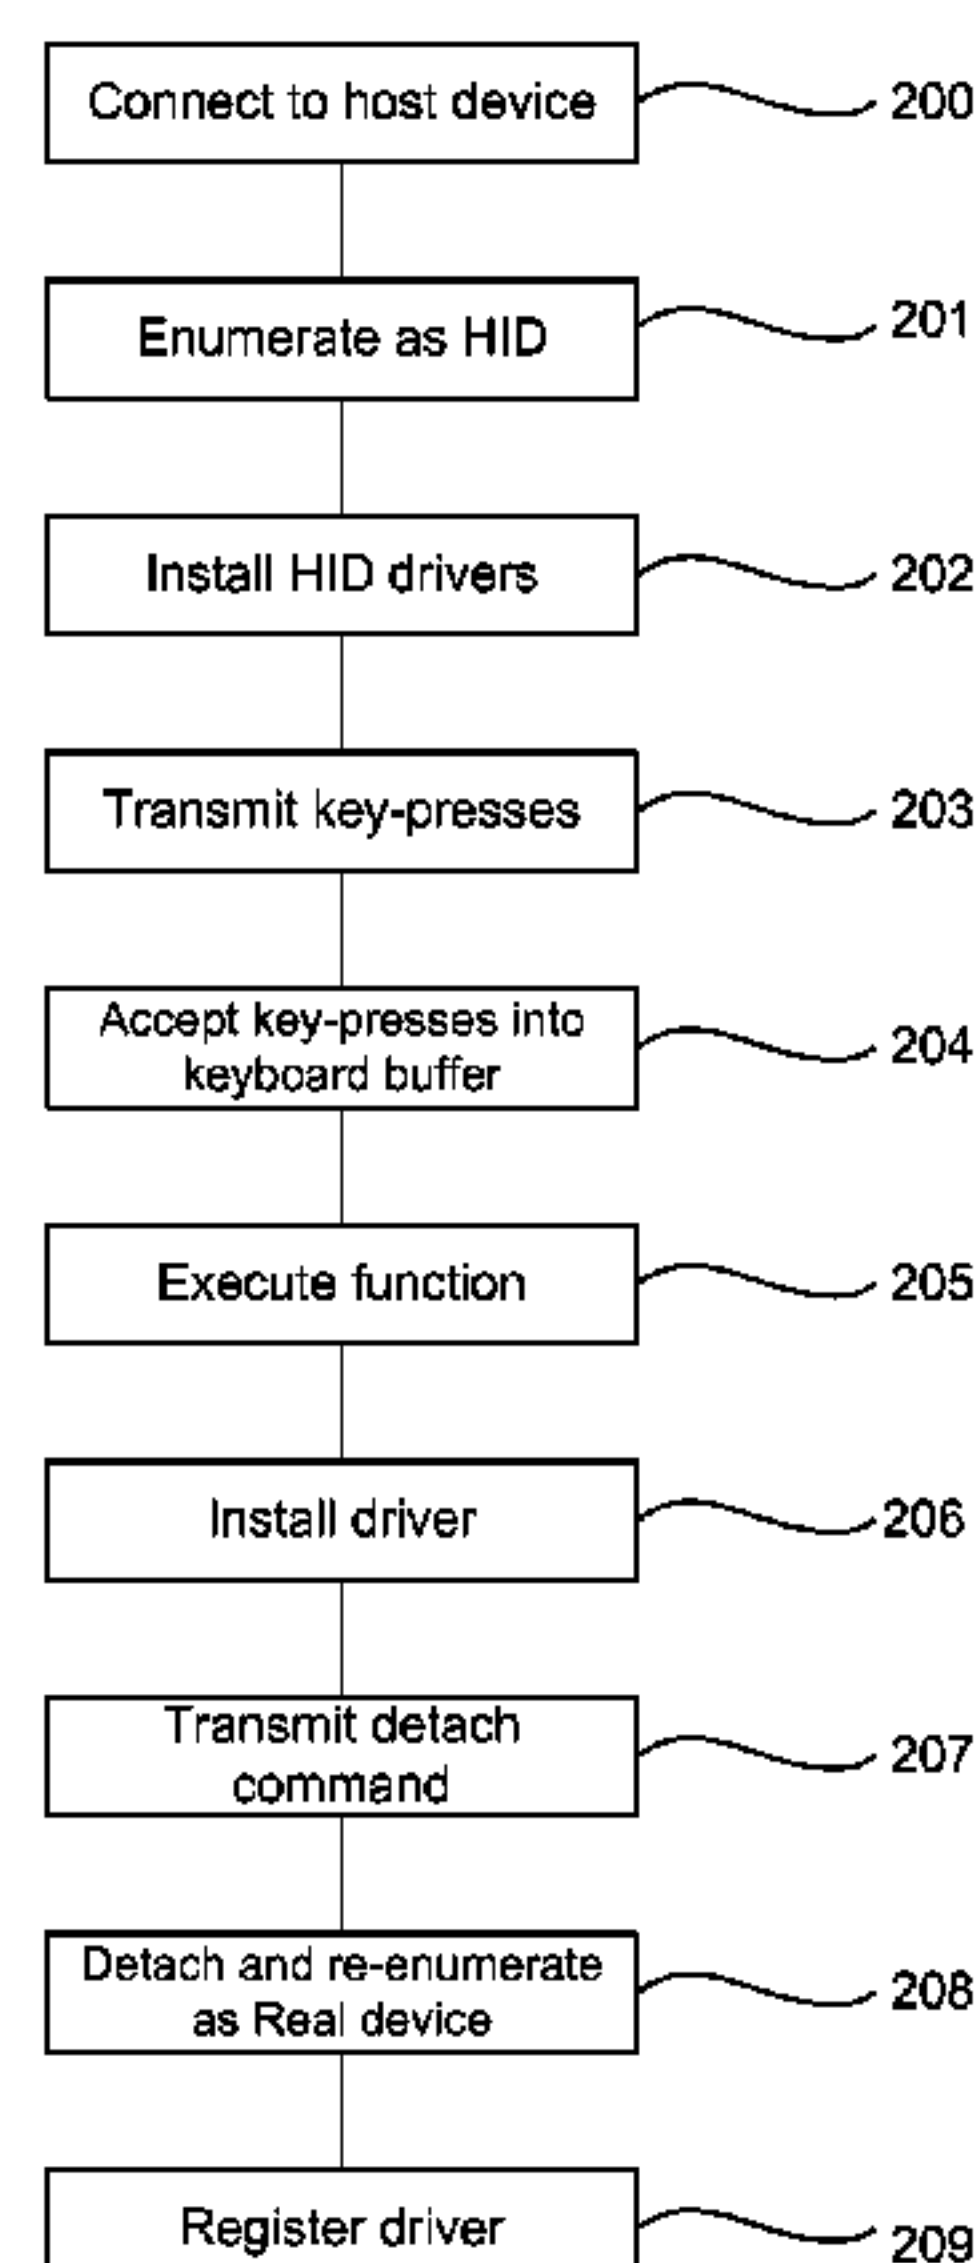 Connect to host device 200
Enumerate as HID 201
Install HID drivers 202
Transmit key-presses 203
Accept key-presses into
keyboard buffer 204
Execute function 205
Install driver 206
Transmit detach
command 207
Detach and re-enumerate
as Real device 208
Register driver 209